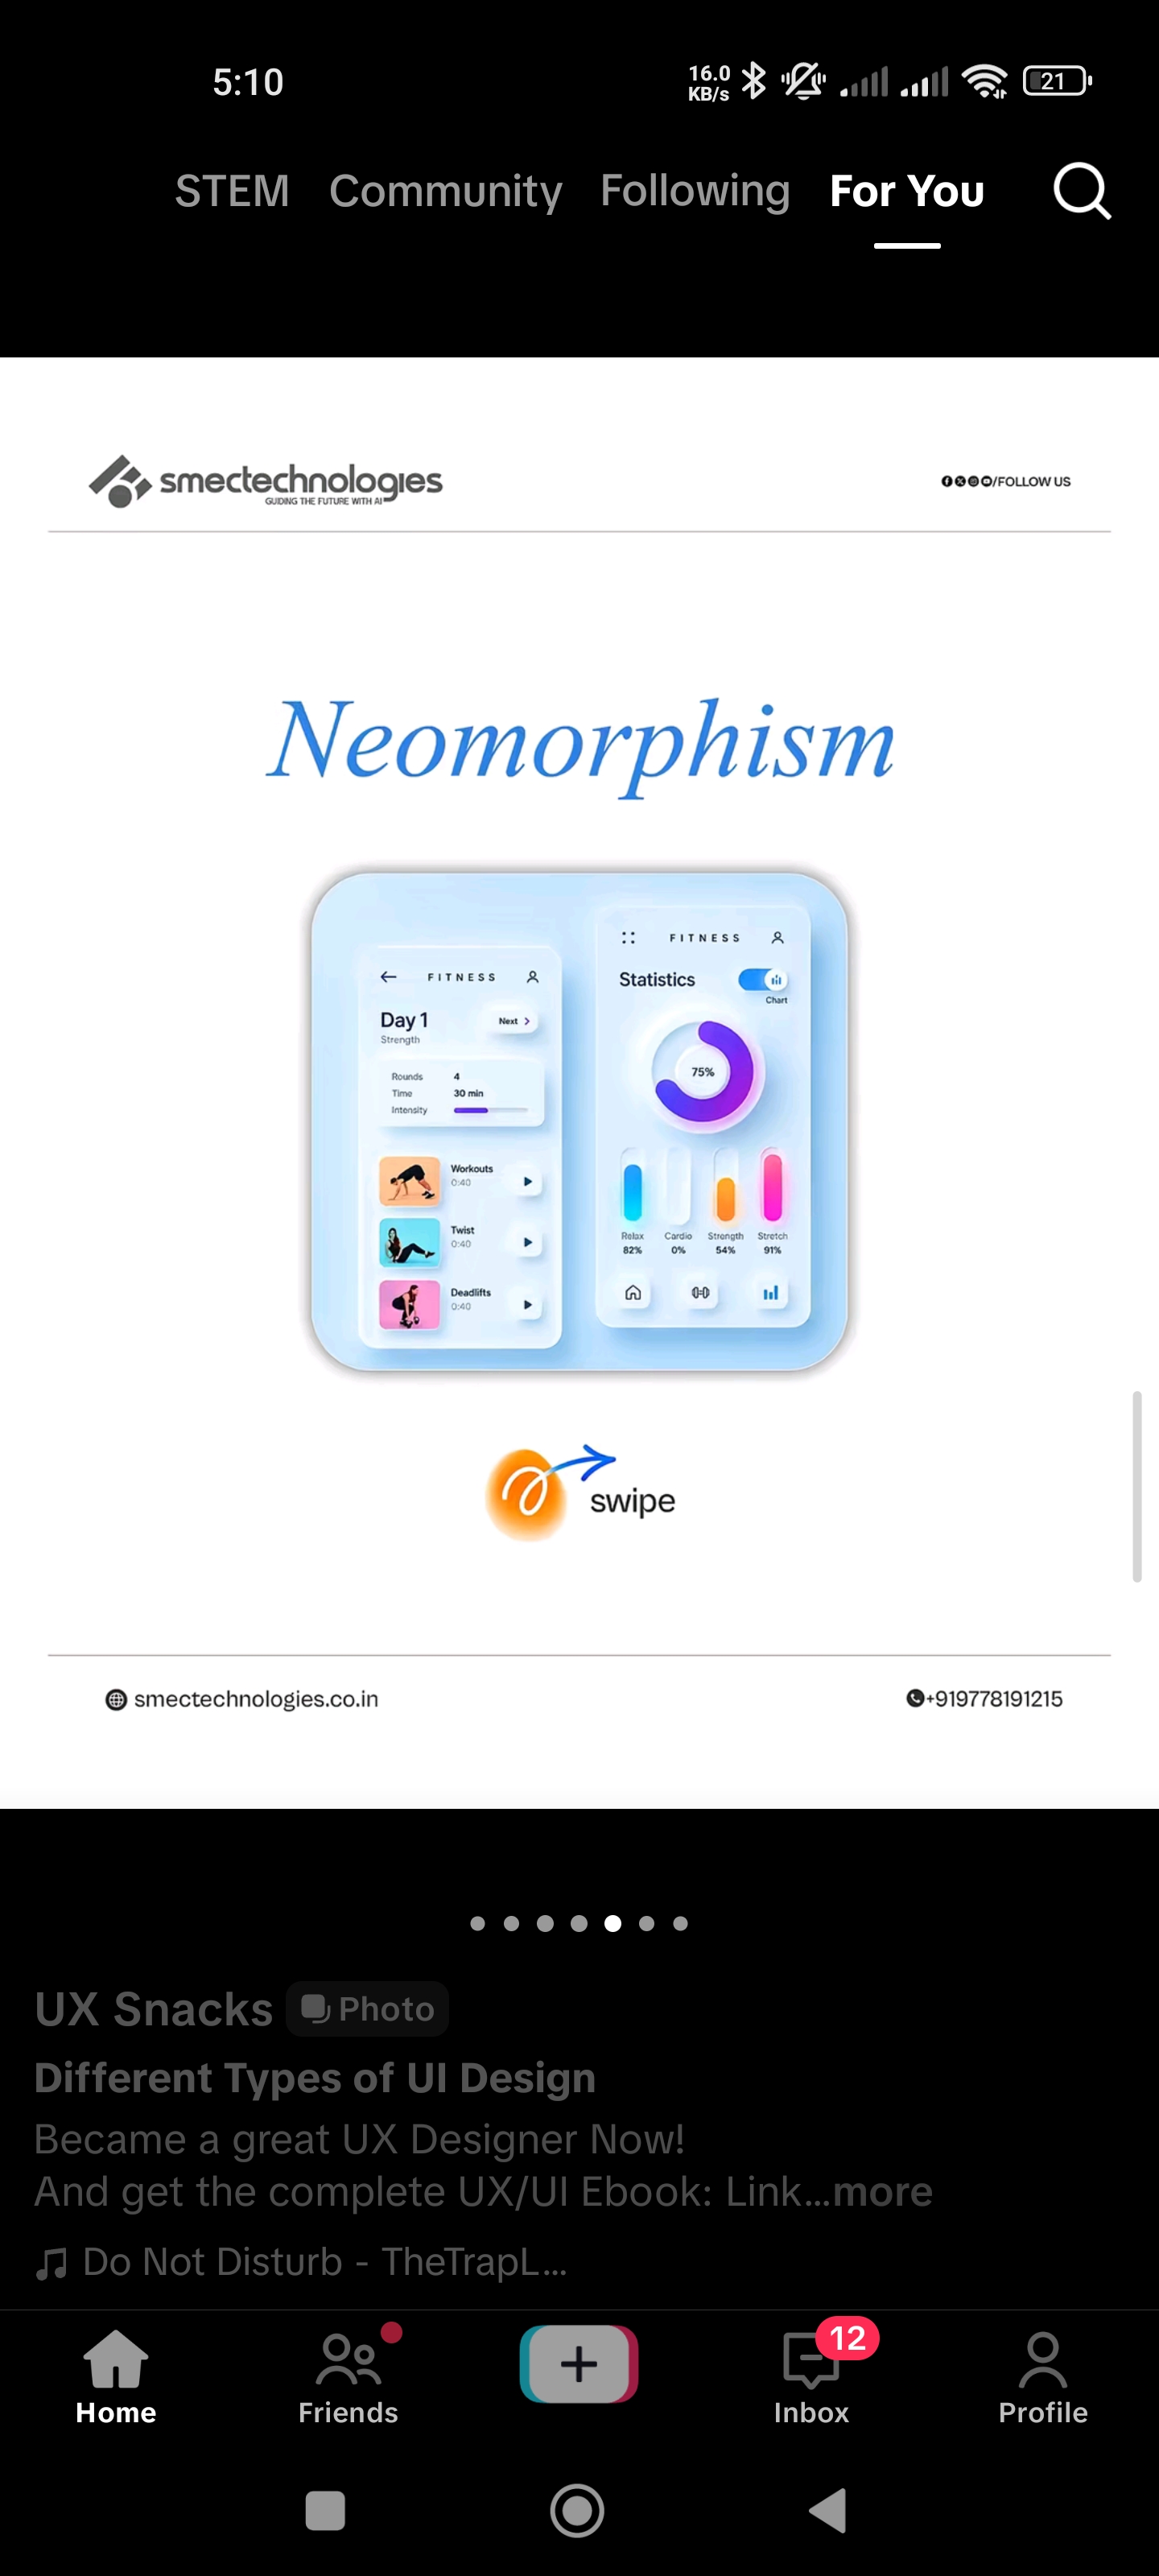 5:10
16.0
KB/s
21
STEM Community Following For You
smectechnologies
GUIDING THE FUTURE WITH AI
/FOLLOW US
Neomorphism
FITNESS
Day 1
Next >
Strength
Rounds 4
Time 30 min
Intensity
Workouts
0:40
Twist
0:40
Deadlifts
0:40
FITNESS
Statistics
Chart
75%
Relax Cardio Strength Stretch
82% 0% 54% 91%
swipe
smectechnologies.co.in
+919778191215
UX Snacks Photo
Different Types of UI Design
Became a great UX Designer Now!
And get the complete UX/UI Ebook: Link...more
Do Not Disturb - TheTrapL...
12
Home Friends Inbox Profile